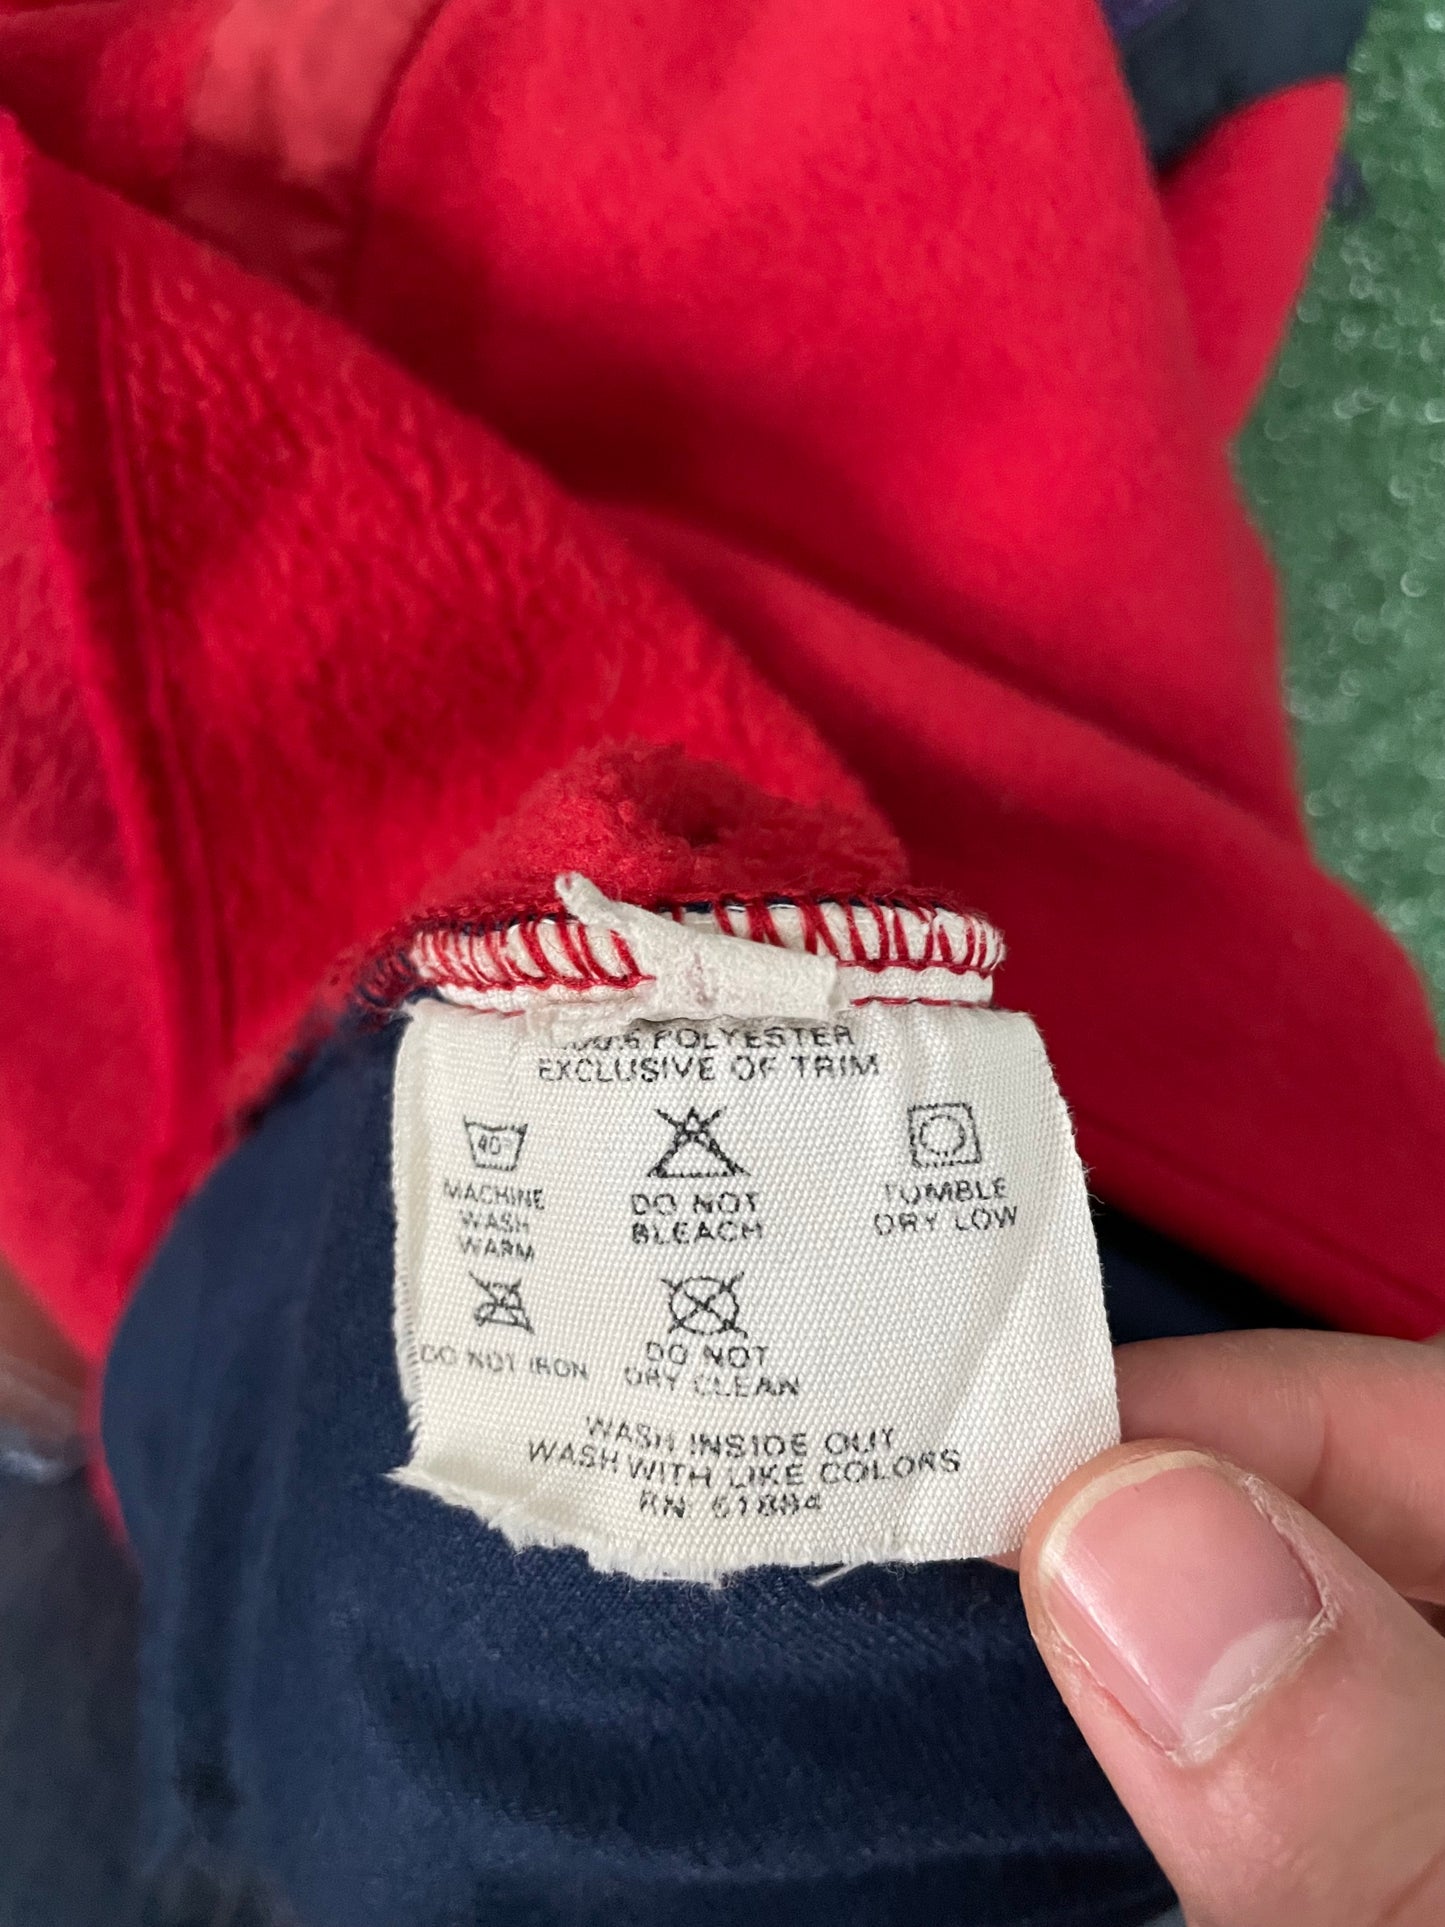 POLYESTER
EXCLUSIVE OF TRIM
40°
MACHINE
WASH
WARM
DO NOT
BLEACH
TUMBLE
DRY LOW
DO NOT IRON
DO NOT
DRY CLEAN
WASH INSIDE OUT
WASH WITH LIKE COLORS
RN 61884